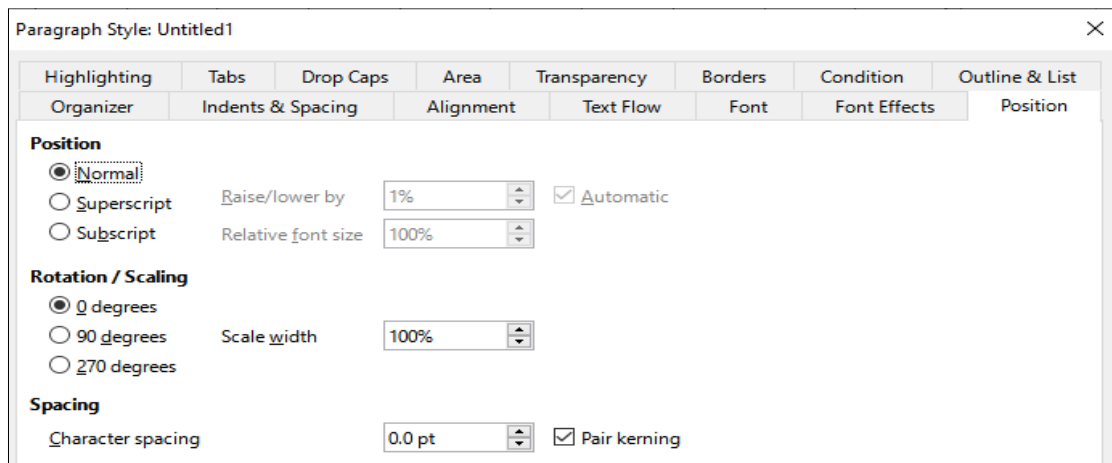 Paragraph Style: Untitled1
Highlighting Tabs Drop Caps Area Transparency Borders Condition Outline & List
Organizer Indents & Spacing Alignment Text Flow Font Font Effects Position
Position
Normal
Superscript Raise/lower by 1% Automatic
Subscript Relative font size 100%
Rotation / Scaling
0 degrees
90 degrees Scale width 100%
270 degrees
Spacing
Character spacing 0.0 pt Pair kerning